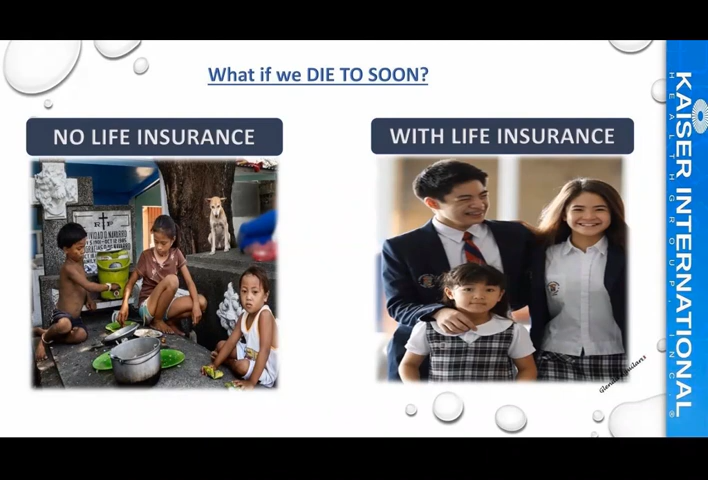 What if we DIE TO SOON?
NO LIFE INSURANCE
WITH LIFE INSURANCE
R I P
KAISER INTERNATIONAL
HEALTH GROUP, INC.®